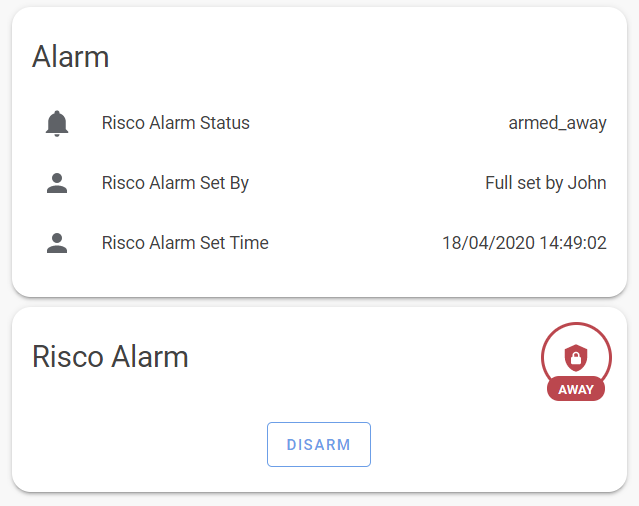 Alarm
Risco Alarm Status armed_away
Risco Alarm Set By Full set by John
Risco Alarm Set Time 18/04/2020 14:49:02
Risco Alarm
AWAY
DISARM